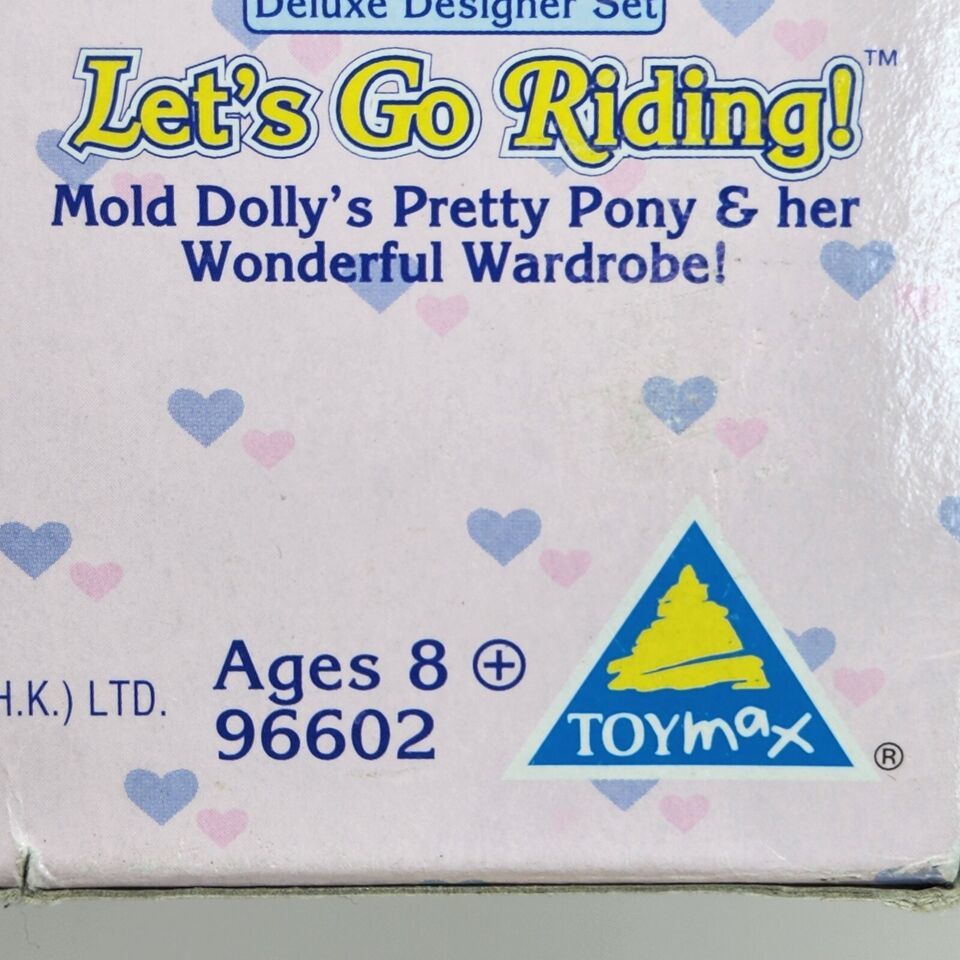 Deluxe Designer Set
Let's Go Riding!™
Mold Dolly's Pretty Pony & her
Wonderful Wardrobe!
H.K.) LTD.
Ages 8 +
96602
TOYmax ®